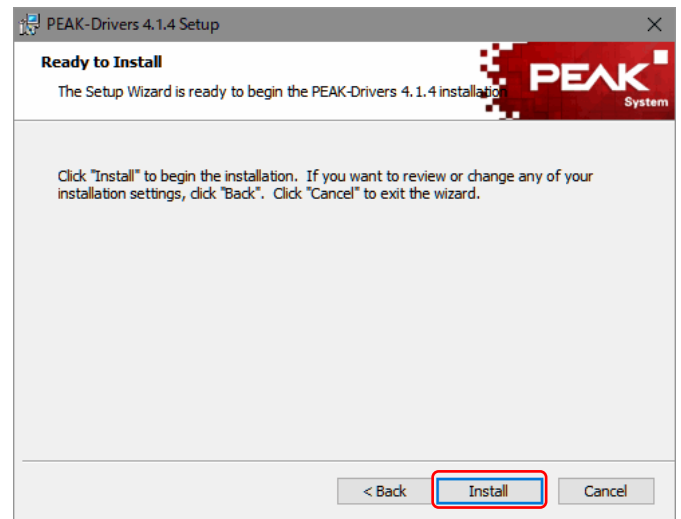 PEAK-Drivers 4.1.4 Setup
Ready to Install
The Setup Wizard is ready to begin the PEAK-Drivers 4.1.4 installation
PEAK
System
Click "Install" to begin the installation. If you want to review or change any of your
installation settings, click "Back". Click "Cancel" to exit the wizard.
< Back Install Cancel